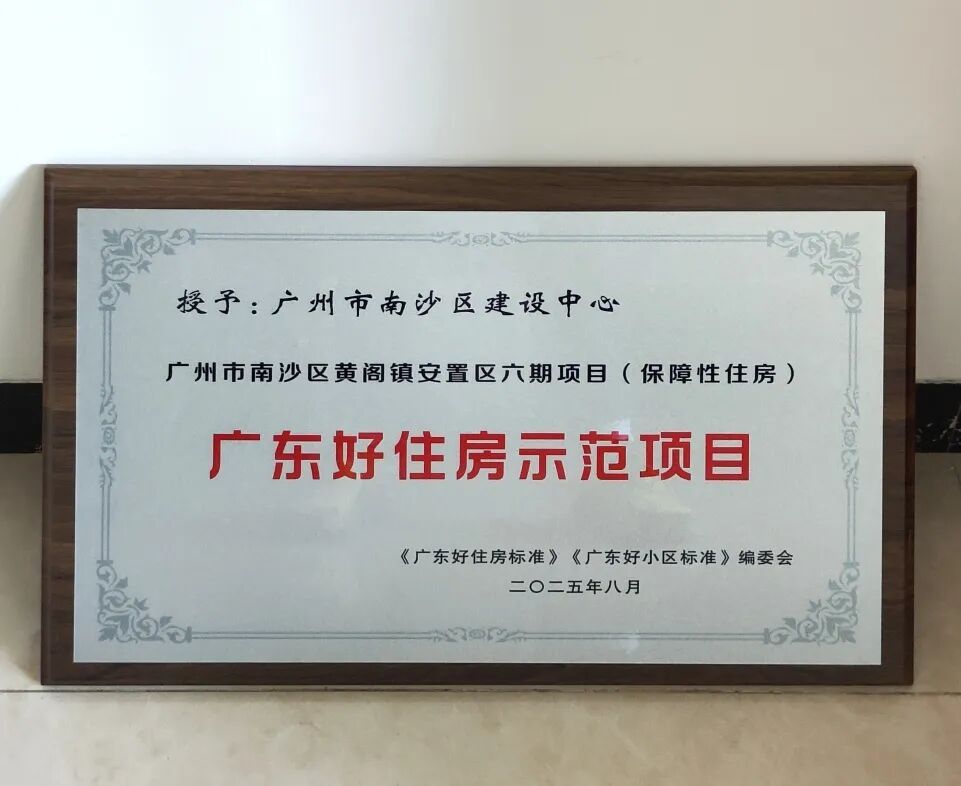 授予：广州市南沙区建设中心
广州市南沙区黄阁镇安置区六期项目（保障性住房）
广东好住房示范项目
《广东好住房标准》《广东好小区标准》编委会
二〇二五年八月